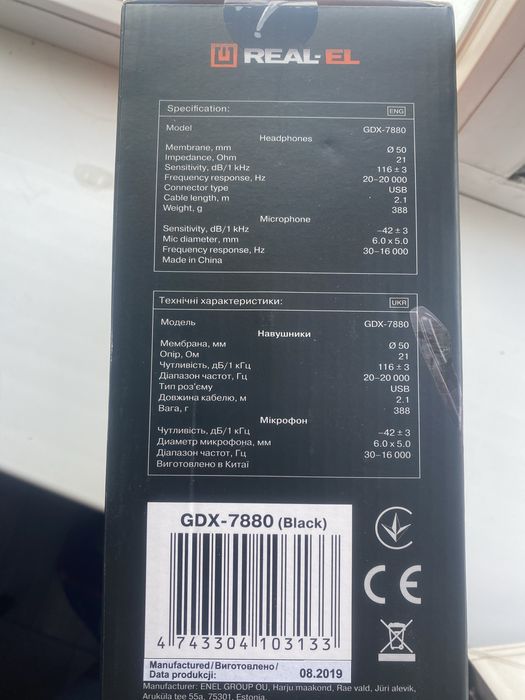 REAL-EL
Specification: ENG
Model GDX-7880
Headphones
Membrane, mm Ø 50
Impedance, Ohm 21
Sensitivity, dB/1 kHz 116 ± 3
Frequency response, Hz 20–20 000
Connector type USB
Cable length, m 2.1
Weight, g 388
Microphone
Sensitivity, dB/1 kHz –42 ± 3
Mic diameter, mm 6.0 x 5.0
Frequency response, Hz 30–16 000
Made in China
Технічні характеристики: UKR
Модель GDX-7880
Навушники
Мембрана, мм Ø 50
Опір, Ом 21
Чутливість, дБ/1 кГц 116 ± 3
Діапазон частот, Гц 20–20 000
Тип роз'єму USB
Довжина кабелю, м 2.1
Вага, г 388
Мікрофон
Чутливість, дБ/1 кГц –42 ± 3
Диаметр микрофона, мм 6.0 x 5.0
Діапазон частот, Гц 30–16 000
Виготовлено в Китаї
GDX-7880 (Black)
4 743304 103133
Manufactured/Виготовлено/
Data produkcji: 08.2019
CE
Manufacturer: ENEL GROUP OU, Harju maakond, Rae vald, Jüri alevik,
Aruküla tee 55a, 75301, Estonia